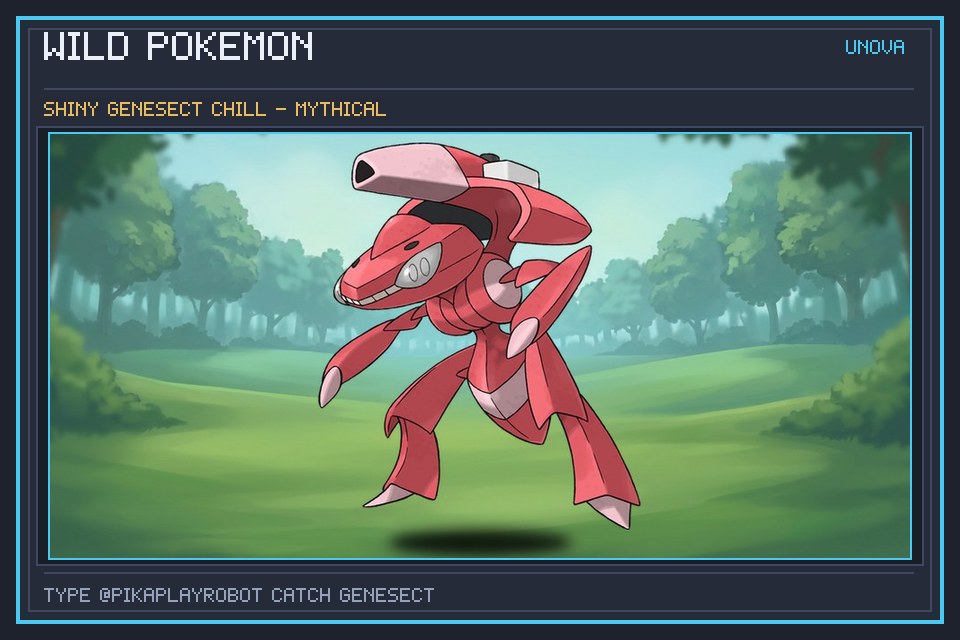 WILD POKEMON
UNOVA
SHINY GENESECT CHILL - MYTHICAL
TYPE @PIKAPLAYROBOT CATCH GENESECT